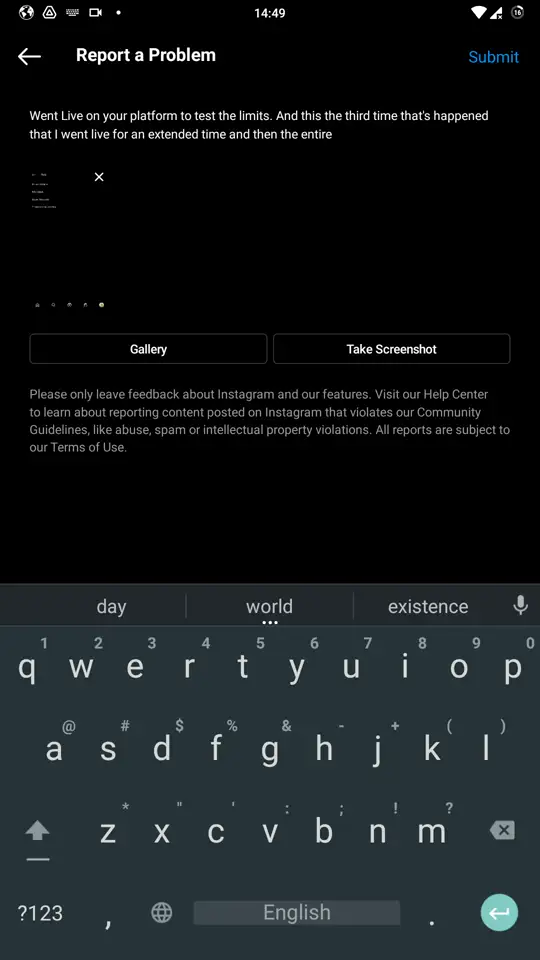 14:49
16
Report a Problem
Submit
Went Live on your platform to test the limits. And this the third time that's happened
that I went live for an extended time and then the entire
Gallery
Take Screenshot
Please only leave feedback about Instagram and our features. Visit our Help Center
to learn about reporting content posted on Instagram that violates our Community
Guidelines, like abuse, spam or intellectual property violations. All reports are subject to
our Terms of Use.
day world existence
1 2 3 4 5 6 7 8 9 0
q w e r t y u i o p
@ # $ % & - + ( )
a s d f g h j k l
* " ' : ; ! ?
z x c v b n m
?123 , English .